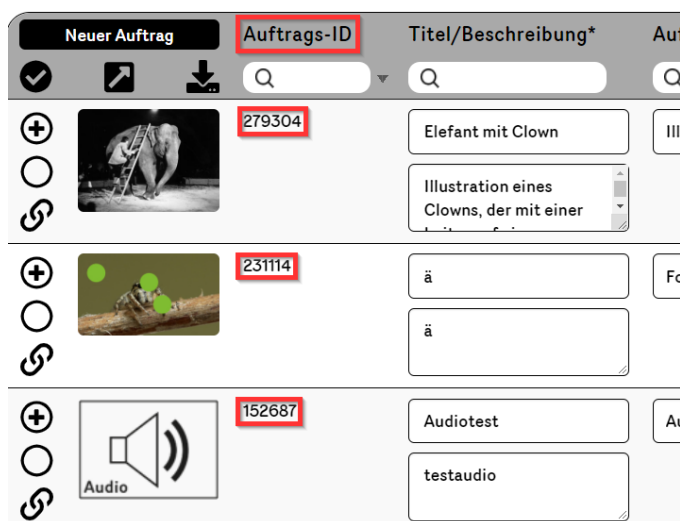 Neuer Auftrag
Auftrags-ID
Titel/Beschreibung*
279304
Elefant mit Clown
Illustration eines
Clowns, der mit einer
231114
ä
ä
152687
Audiotest
testaudio
Audio